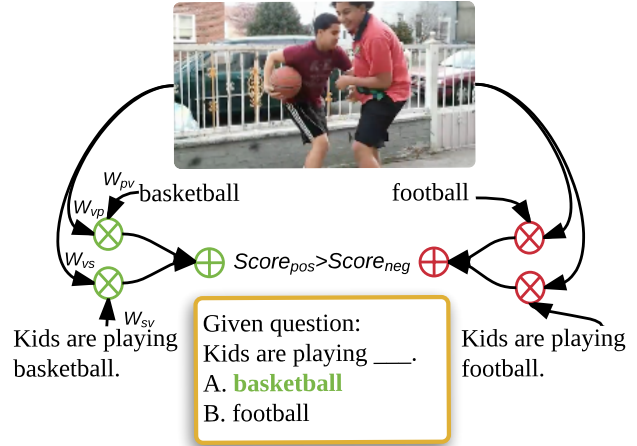 W_pv
basketball
football
W_vp
W_vs
Score_pos>Score_neg
W_sv
Kids are playing
basketball.
Given question:
Kids are playing ___.
A. basketball
B. football
Kids are playing
football.